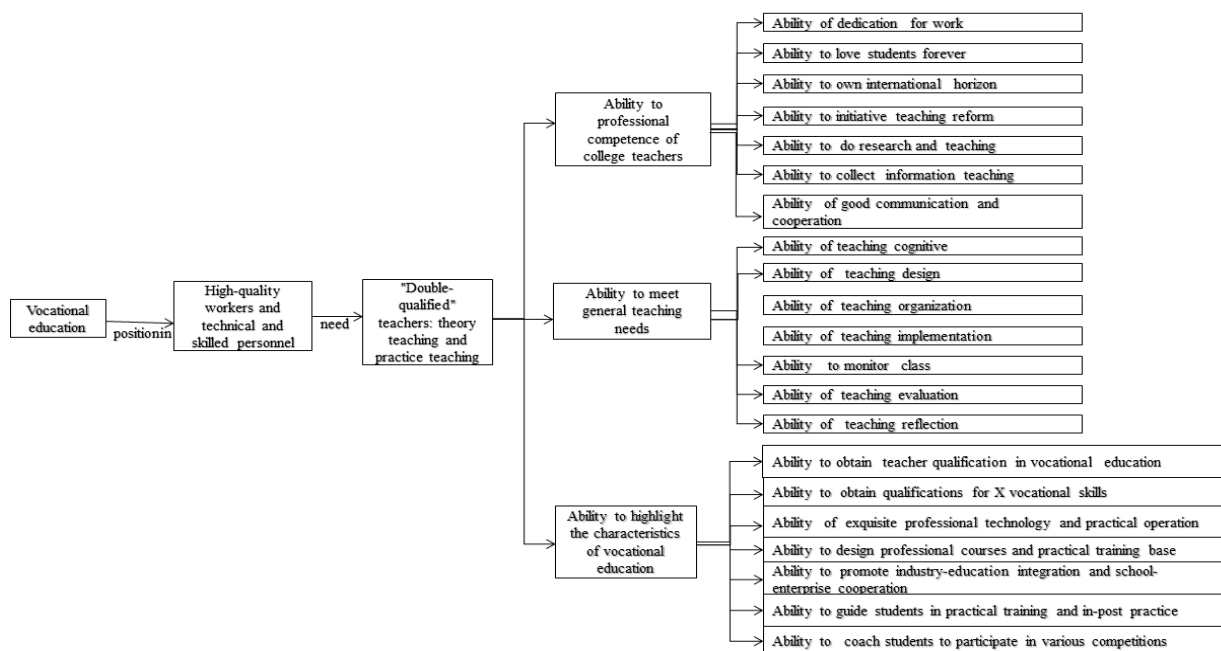 Vocational
education
positionin
High-quality
workers and
technical and
skilled personnel
need
"Double-
qualified"
teachers: theory
teaching and
practice teaching
Ability to
professional
competence of
college teachers
Ability of dedication for work
Ability to love students forever
Ability to own international horizon
Ability to initiative teaching reform
Ability to do research and teaching
Ability to collect information teaching
Ability of good communication and
cooperation
Ability to meet
general teaching
needs
Ability of teaching cognitive
Ability of teaching design
Ability of teaching organization
Ability of teaching implementation
Ability to monitor class
Ability of teaching evaluation
Ability of teaching reflection
Ability to highlight
the characteristics
of vocational
education
Ability to obtain teacher qualification in vocational education
Ability to obtain qualifications for X vocational skills
Ability of exquisite professional technology and practical operation
Ability to design professional courses and practical training base
Ability to promote industry-education integration and school-
enterprise cooperation
Ability to guide students in practical training and in-post practice
Ability to coach students to participate in various competitions